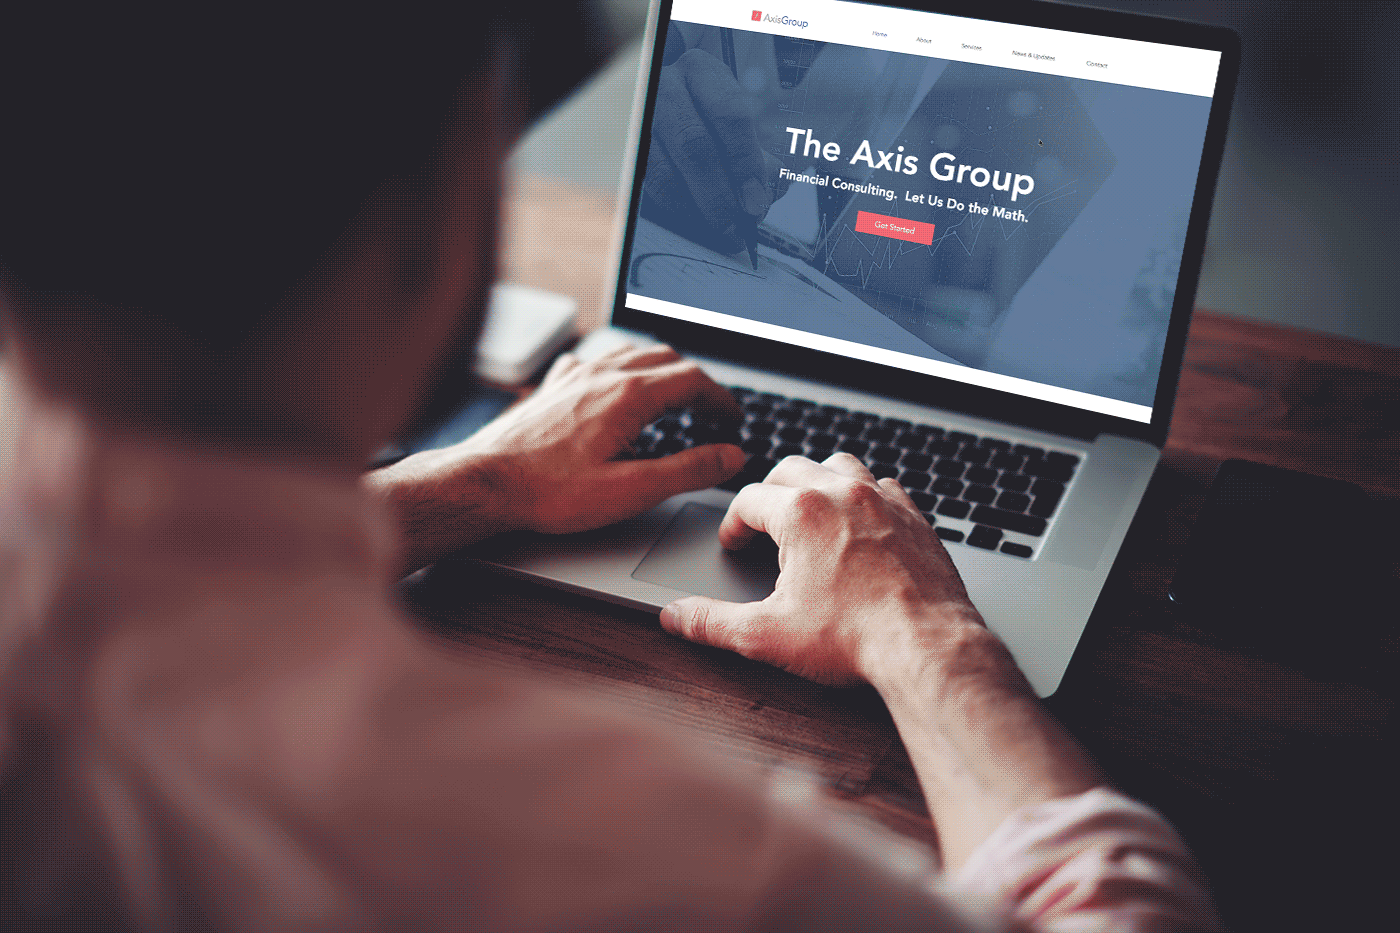 AxisGroup
Home About Services News & Updates Contact
The Axis Group
Financial Consulting. Let Us Do the Math.
Get Started